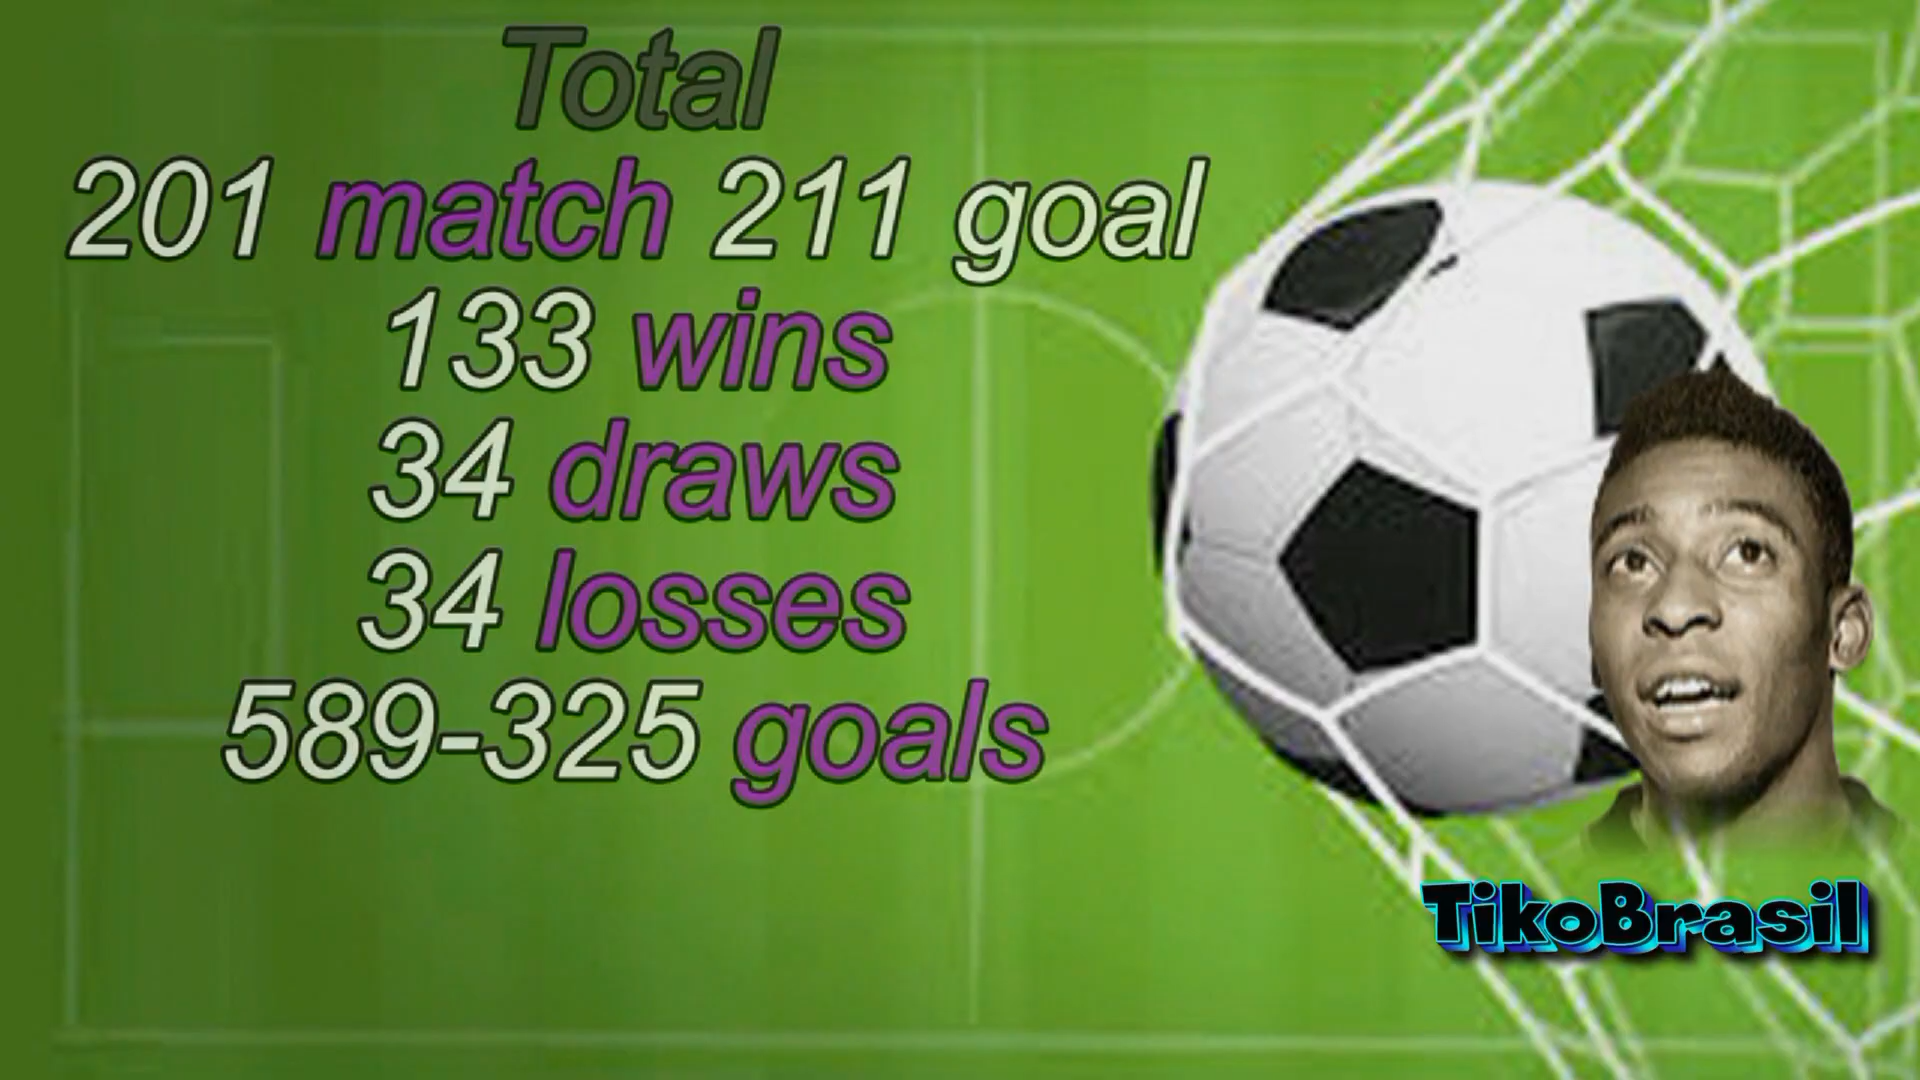 Total
201 match 211 goal
133 wins
34 draws
34 losses
589-325 goals
TikoBrasil